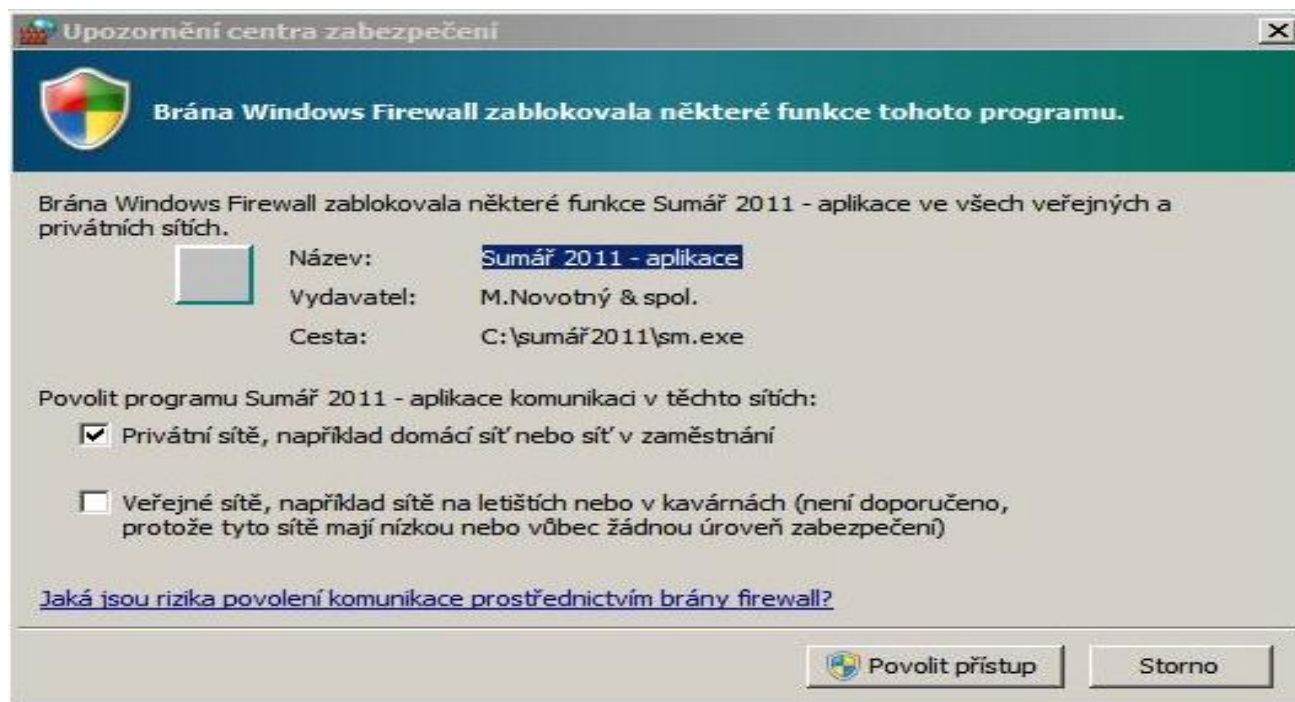 Upozornění centra zabezpečení
Brána Windows Firewall zablokovala některé funkce tohoto programu.
Brána Windows Firewall zablokovala některé funkce Sumář 2011 - aplikace ve všech veřejných a
privátních sítích.
Název: Sumář 2011 - aplikace
Vydavatel: M.Novotný & spol.
Cesta: C:\sumář2011\sm.exe
Povolit programu Sumář 2011 - aplikace komunikaci v těchto sítích:
Privátní sítě, například domácí síť nebo síť v zaměstnání
Veřejné sítě, například sítě na letištích nebo v kavárnách (není doporučeno,
protože tyto sítě mají nízkou nebo vůbec žádnou úroveň zabezpečení)
Jaká jsou rizika povolení komunikace prostřednictvím brány firewall?
Povolit přístup Storno